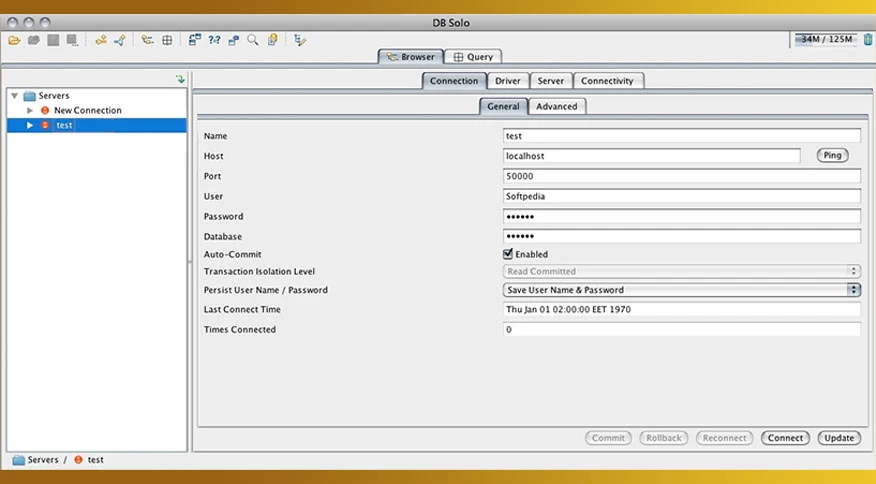 DB Solo
34M / 125M
Browser
Query
Connection
Driver
Server
Connectivity
Servers
New Connection
test
General
Advanced
Name
test
Host
localhost
Ping
Port
50000
User
Softpedia
Password
••••••
Database
••••••
Auto-Commit
Enabled
Transaction Isolation Level
Read Committed
Persist User Name / Password
Save User Name & Password
Last Connect Time
Thu Jan 01 02:00:00 EET 1970
Times Connected
0
Commit
Rollback
Reconnect
Connect
Update
Servers / test